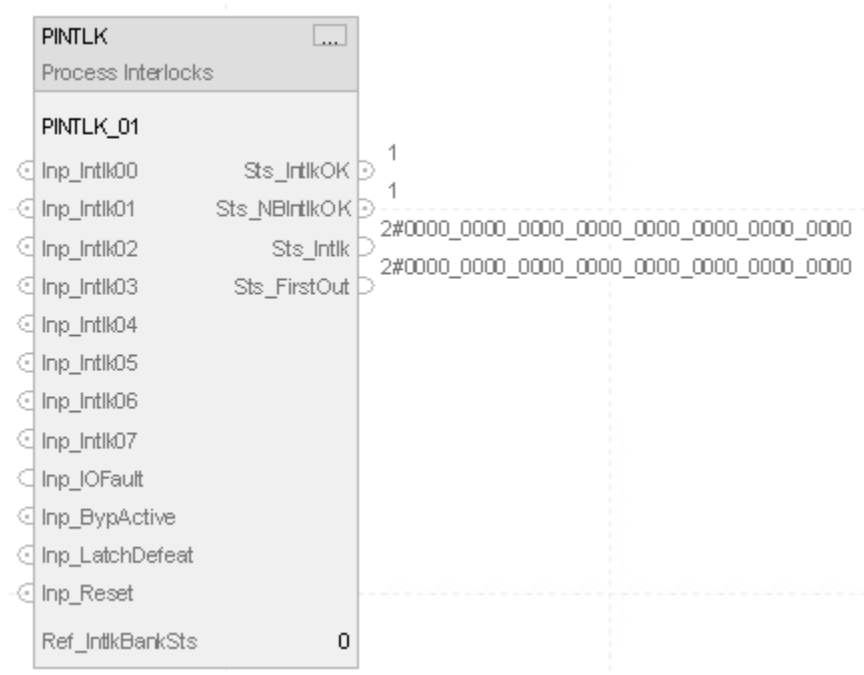 PINTLK ...
Process Interlocks
PINTLK_01
1
Inp_Intlk00 Sts_IntlkOK
1
Inp_Intlk01 Sts_NBIntlkOK
2#0000_0000_0000_0000_0000_0000_0000_0000
Inp_Intlk02 Sts_Intlk
2#0000_0000_0000_0000_0000_0000_0000_0000
Inp_Intlk03 Sts_FirstOut
Inp_Intlk04
Inp_Intlk05
Inp_Intlk06
Inp_Intlk07
Inp_IOFault
Inp_BypActive
Inp_LatchDefeat
Inp_Reset
Ref_IntlkBankSts 0